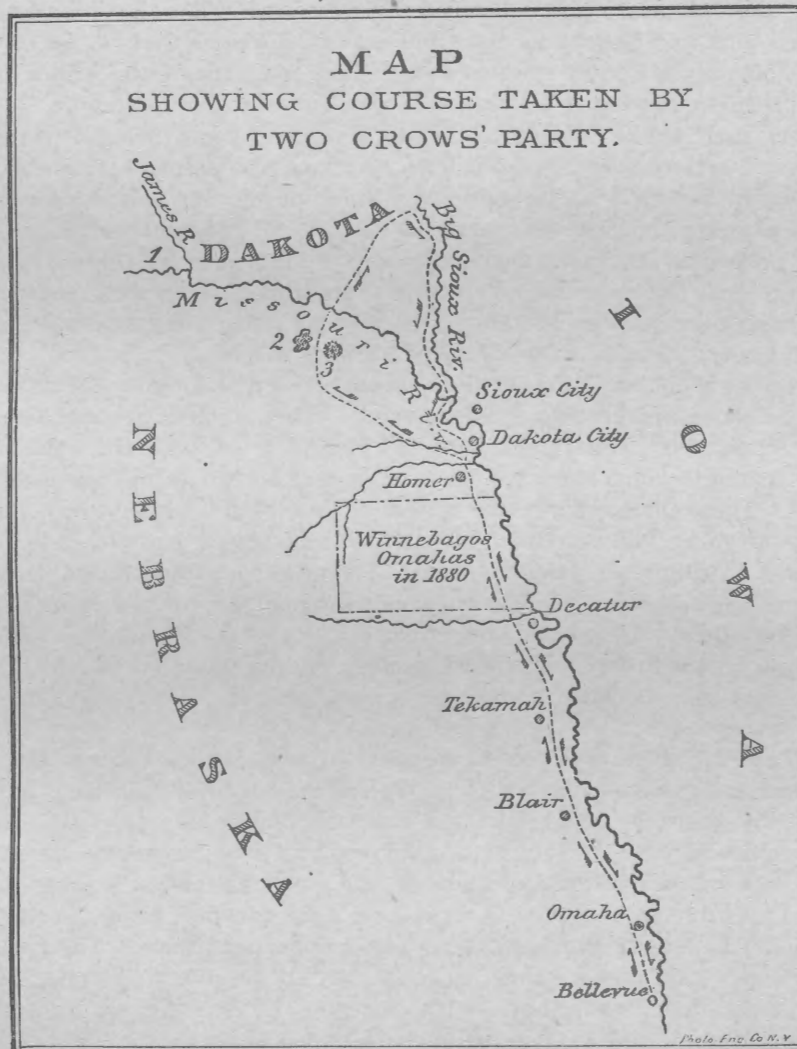 MAP
SHOWING COURSE TAKEN BY
TWO CROWS' PARTY.
James R
DAKOTA
Big Sioux Riv.
1
Missouri Riv.
2
3
IOWA
Sioux City
Dakota City
Homer
NEBRASKA
Winnebagos
Omahas
in 1880
Decatur
Tekamah
Blair
Omaha
Bellevue
Photo Eng. Co N.Y